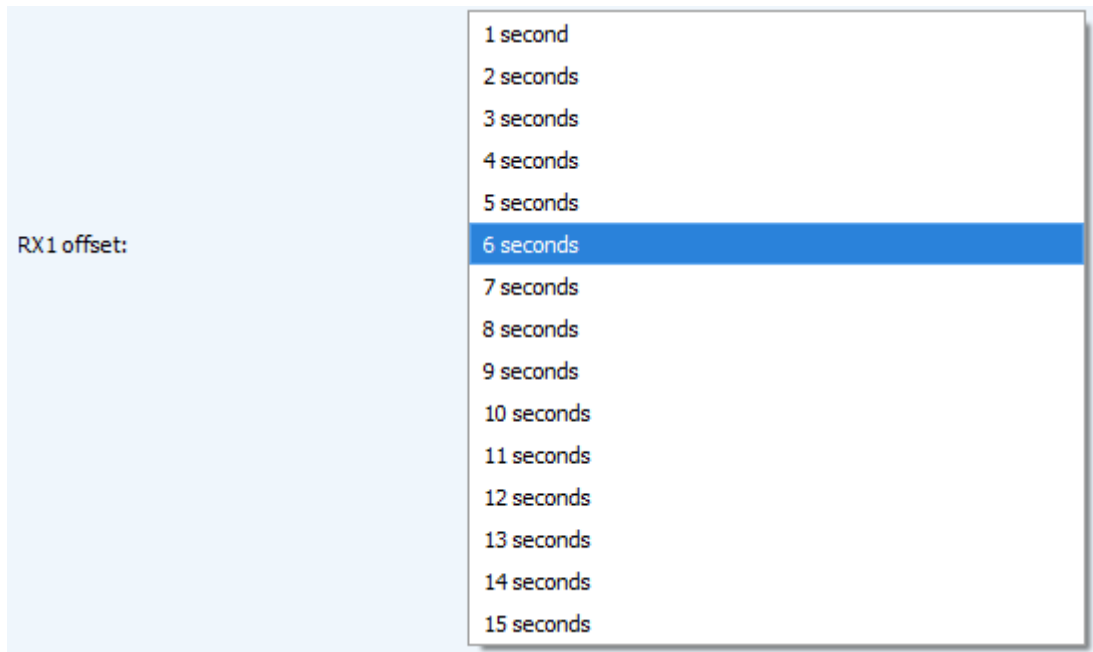 1 second
2 seconds
3 seconds
4 seconds
5 seconds
RX1 offset:
6 seconds
7 seconds
8 seconds
9 seconds
10 seconds
11 seconds
12 seconds
13 seconds
14 seconds
15 seconds